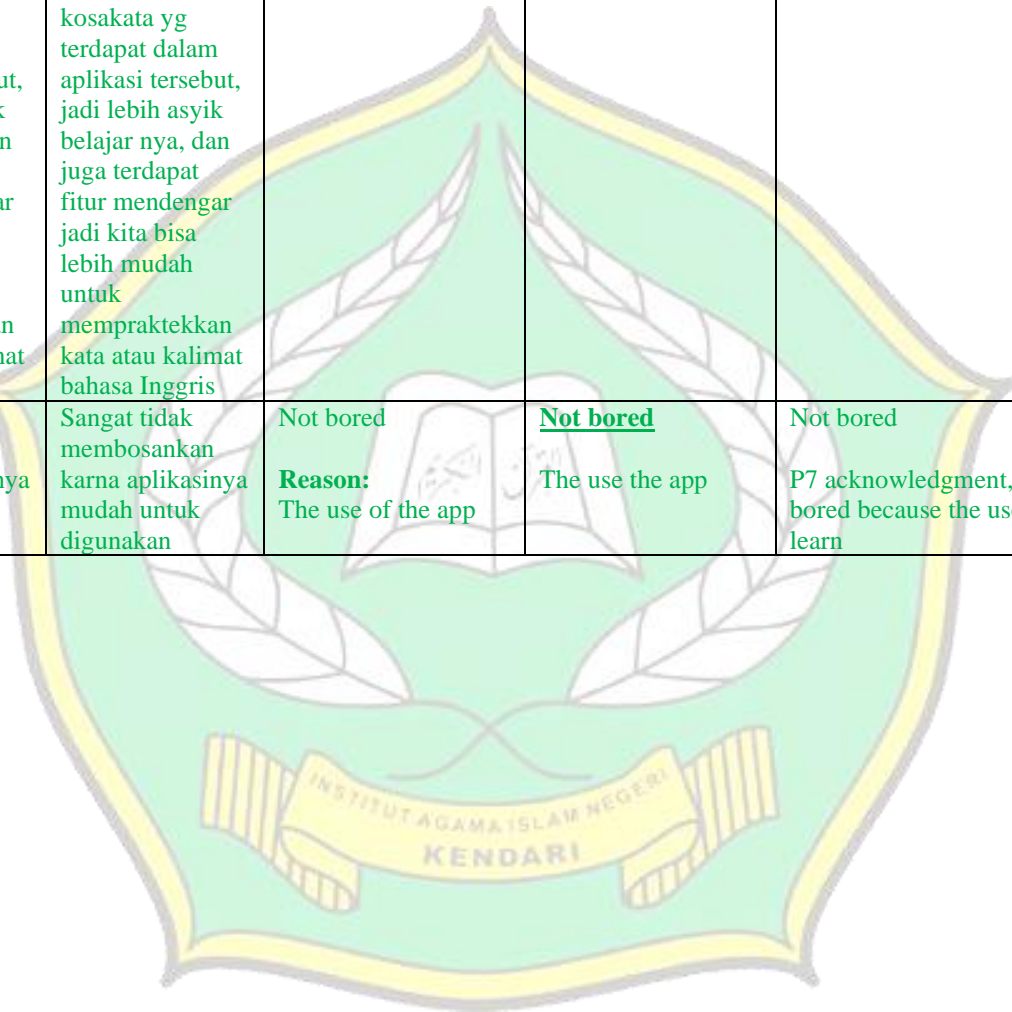 kosakata yg
terdapat dalam
aplikasi tersebut,
jadi lebih asyik
belajar nya, dan
juga terdapat
fitur mendengar
jadi kita bisa
lebih mudah
untuk
mempraktekkan
kata atau kalimat
bahasa Inggris
Sangat tidak
membosankan
karna aplikasinya
mudah untuk
digunakan
Not bored
Reason:
The use of the app
Not bored
The use the app
Not bored
P7 acknowledgment,
bored because the
learn
INSTITUT AGAMA ISLAM NEGERI
KENDARI